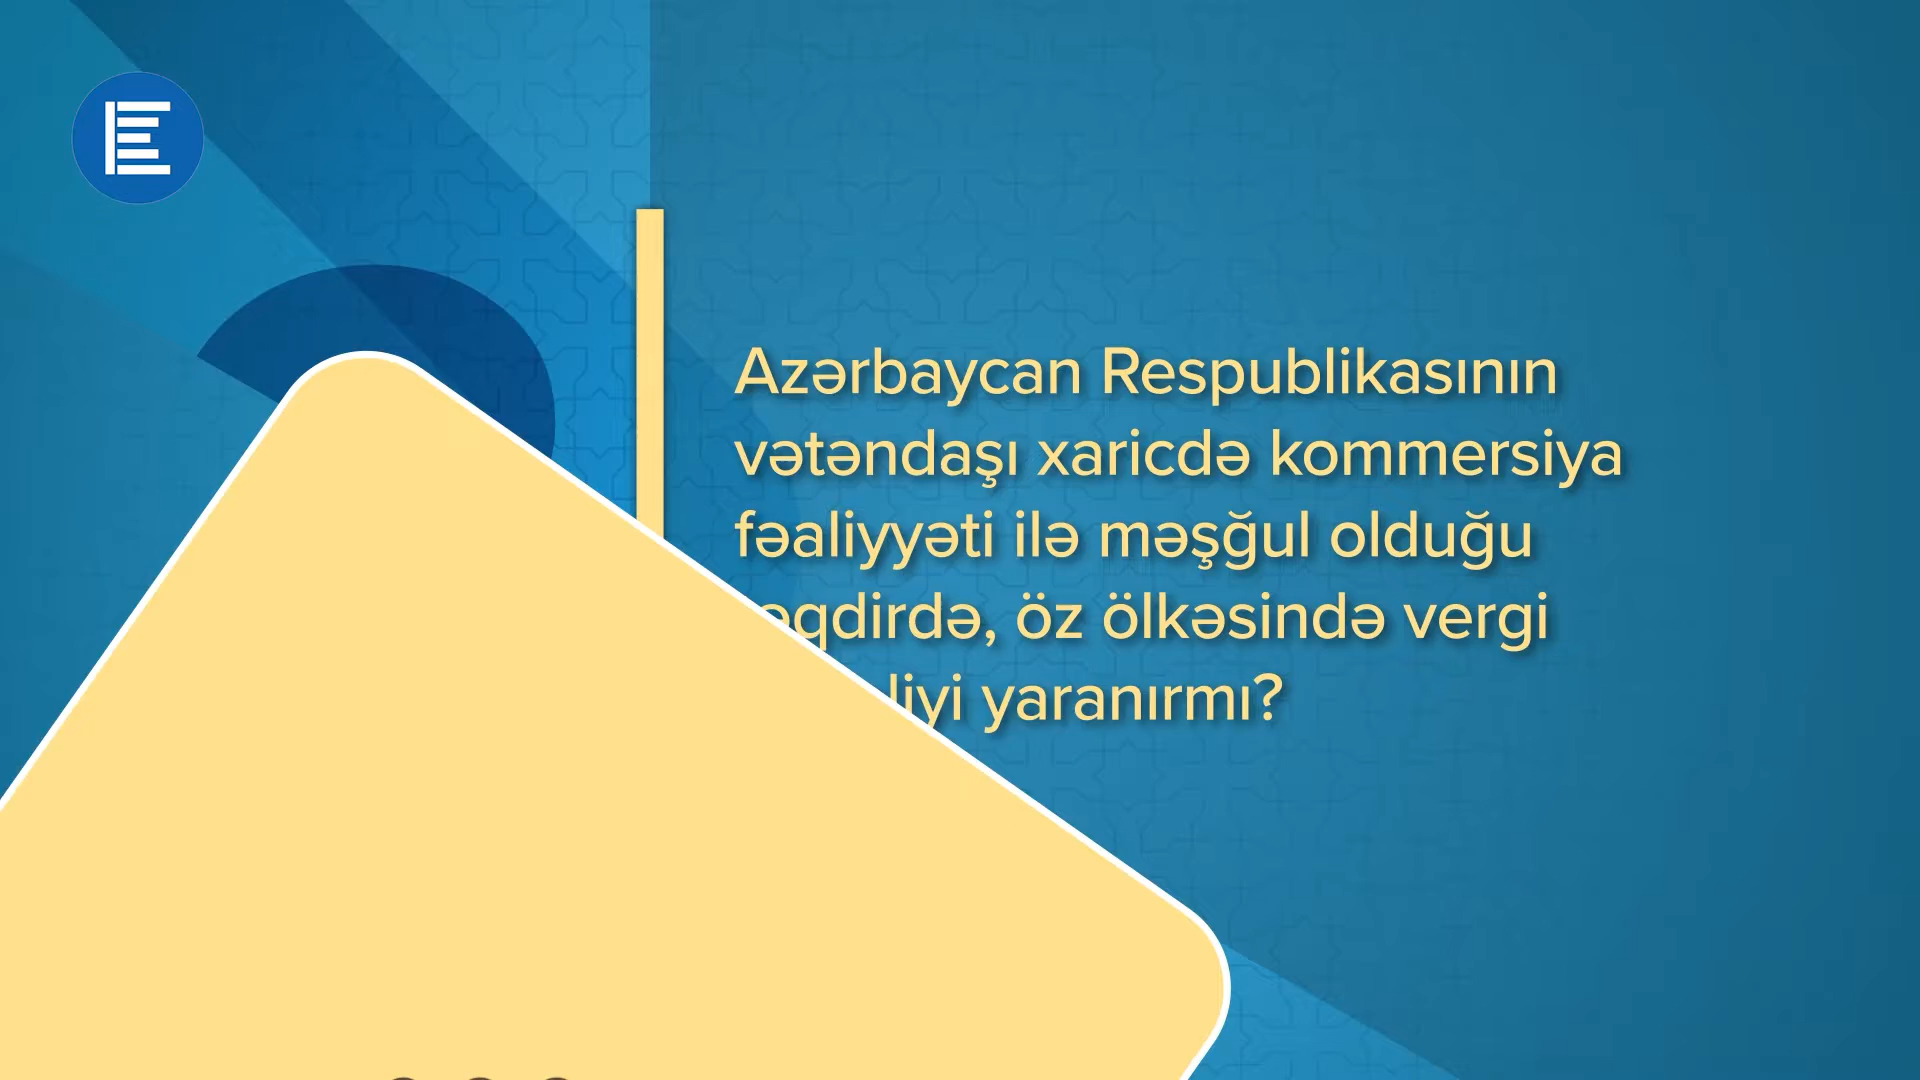 Azərbaycan Respublikasının
vətəndaşı xaricdə kommersiya
fəaliyyəti ilə məşğul olduğu
öz ölkəsində vergi
yaranırmı?